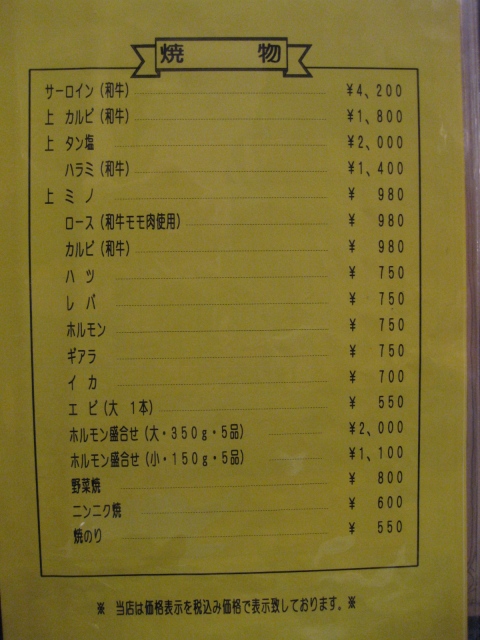 焼 物
サーロイン（和牛） ¥4、200
上 カルビ（和牛） ¥1、800
上 タン塩 ¥2、000
ハラミ（和牛） ¥1、400
上 ミ ノ ¥ 980
ロース（和牛モモ肉使用） ¥ 980
カルビ（和牛） ¥ 980
ハ ツ ¥ 750
レ バ ¥ 750
ホルモン ¥ 750
ギアラ ¥ 750
イ カ ¥ 700
エ ビ（大 1本） ¥ 550
ホルモン盛合せ（大・350g・5品） ¥2、000
ホルモン盛合せ（小・150g・5品） ¥1、100
野菜焼 ¥ 800
ニンニク焼 ¥ 600
焼のり ¥ 550
※ 当店は価格表示を税込み価格で表示致しております。※